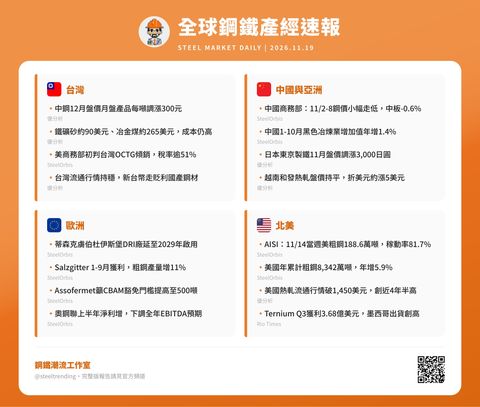 全球鋼鐵產經速報
STEEL MARKET DAILY | 2026.11.19
台灣
• 中鋼12月盤價月盤產品每噸調漲300元
優分析
• 鐵礦砂約90美元、冶金煤約265美元，成本仍高
優分析
• 美商務部初判台灣OCTG傾銷，稅率逾51%
SteelOrbis
• 台灣流通行情持穩，新台幣走貶利國產鋼材
優分析
中國與亞洲
• 中國商務部：11/2-8鋼價小幅走低，中板-0.6%
SteelOrbis
• 中國1-10月黑色冶煉業增加值年增1.4%
SteelOrbis
• 日本東京製鐵11月盤價調漲3,000日圓
優分析
• 越南和發熱軋盤價持平，折美元約漲5美元
優分析
歐洲
• 蒂森克虜伯杜伊斯堡DRI廠延至2029年啟用
SteelOrbis
• Salzgitter 1-9月獲利，粗鋼產量增11%
SteelOrbis
• Assofermet籲CBAM豁免門檻提高至500噸
SteelOrbis
• 奧鋼聯上半年淨利增，下調全年EBITDA預期
SteelOrbis
北美
• AISI：11/14當週美粗鋼188.6萬噸，稼動率81.7%
SteelOrbis
• 美國年累計粗鋼8,342萬噸，年增5.9%
SteelOrbis
• 美國熱軋流通行情破1,450美元，創近4年半高
優分析
• Ternium Q3獲利3.68億美元，墨西哥出貨創高
Rio Times
鋼鐵潮流工作室
@steeltrending • 完整版報告請見官方頻道